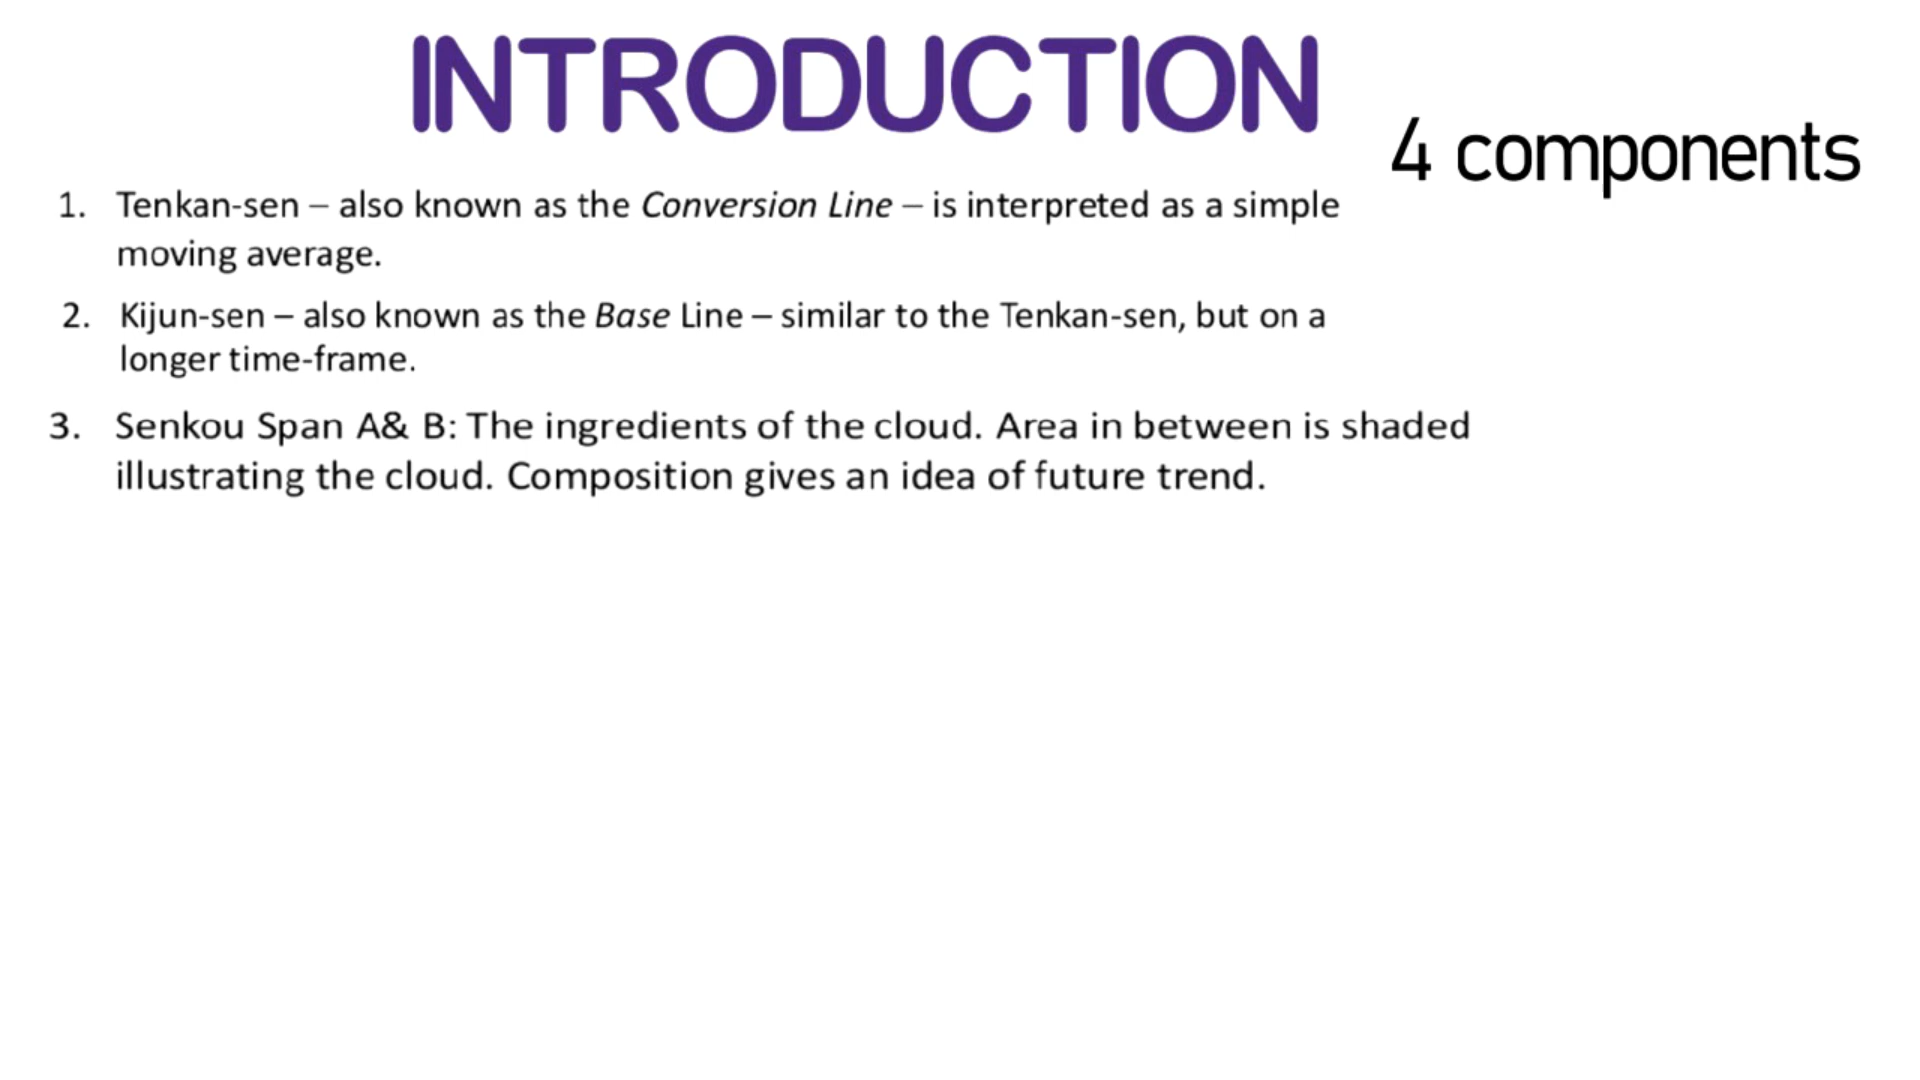 INTRODUCTION
4 components
1. Tenkan-sen – also known as the Conversion Line – is interpreted as a simple
moving average.
2. Kijun-sen – also known as the Base Line – similar to the Tenkan-sen, but on a
longer time-frame.
3. Senkou Span A& B: The ingredients of the cloud. Area in between is shaded
illustrating the cloud. Composition gives an idea of future trend.